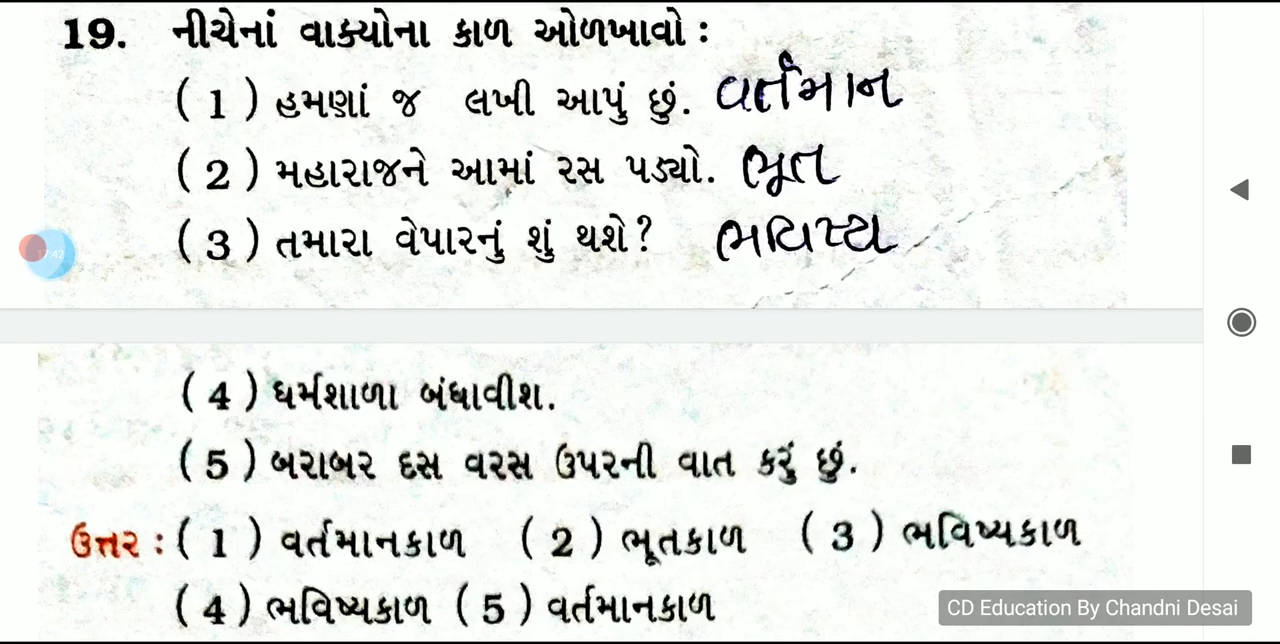 19. નીચેનાં વાક્યોના કાળ ઓળખાવો :
( 1 ) હમણાં જ લખી આપું છું. વર્તમાન
( 2 ) મહારાજને આમાં રસ પડ્યો. ભૂત
( 3 ) તમારા વેપારનું શું થશે? ભવિષ્ય
17:42
( 4 ) ધર્મશાળા બંધાવીશ.
( 5 ) બરાબર દસ વરસ ઉપરની વાત કરું છું.
ઉત્તર : ( 1 ) વર્તમાનકાળ ( 2 ) ભૂતકાળ ( 3 ) ભવિષ્યકાળ
( 4 ) ભવિષ્યકાળ ( 5 ) વર્તમાનકાળ
CD Education By Chandni Desai